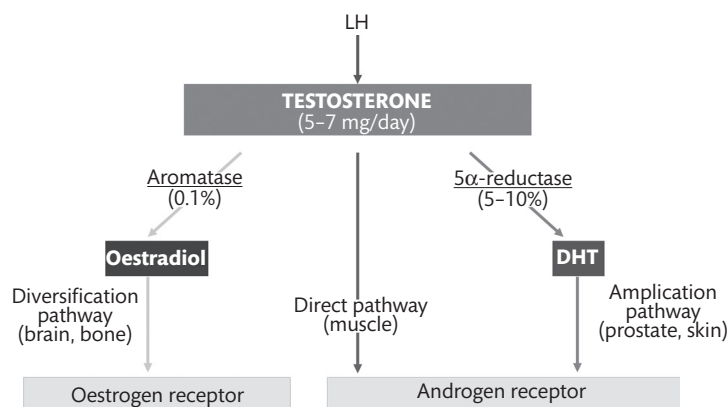 LH
TESTOSTERONE
(5–7 mg/day)
Aromatase
(0.1%)
5α-reductase
(5–10%)
Oestradiol
DHT
Diversification
pathway
(brain, bone)
Direct pathway
(muscle)
Amplication
pathway
(prostate, skin)
Oestrogen receptor
Androgen receptor